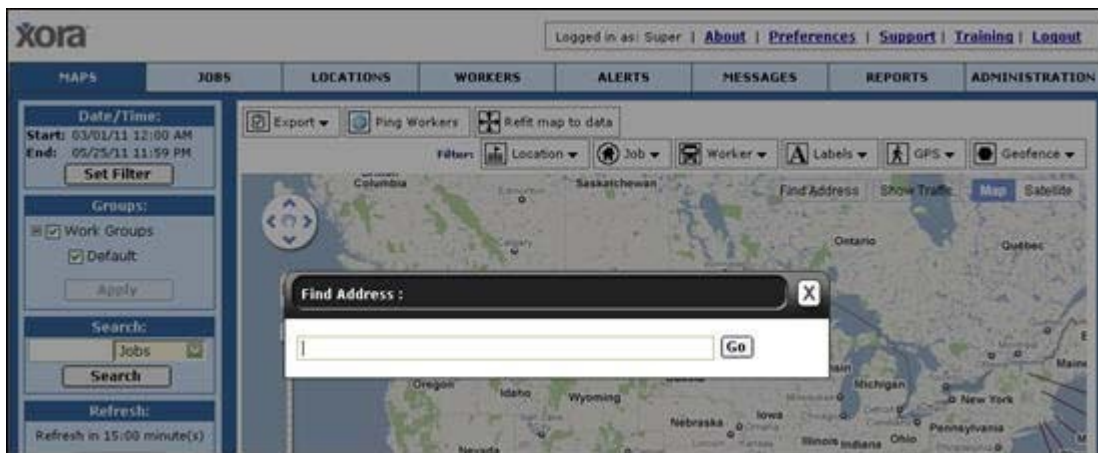 xora
Logged in as: Super | About | Preferences | Support | Training | Logout
MAPS JOBS LOCATIONS WORKERS ALERTS MESSAGES REPORTS ADMINISTRATION
Date/Time:
Start: 03/01/11 12:00 AM
End: 05/25/11 11:59 PM
Set Filter
Groups:
Work Groups
Default
Apply
Search:
Jobs
Search
Refresh:
Refresh in 15:00 minute(s)
Export Ping Workers Refit map to data
Filter: Location Job Worker Labels GPS Geofence
Find Address Show Traffic Map Satellite
Columbia Saskatchewan
Calgary Ontario Québec
Find Address : X
Go
Maine
Oregon Idaho Wyoming Michigan New York
Nebraska Iowa Pennsylvania
Nevada Illinois Indiana Ohio